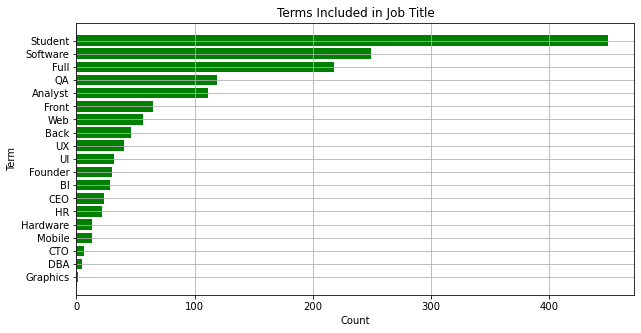 Terms Included in Job Title
Term
Student
Software
Full
QA
Analyst
Front
Web
Back
UX
UI
Founder
BI
CEO
HR
Hardware
Mobile
CTO
DBA
Graphics
0 100 200 300 400
Count